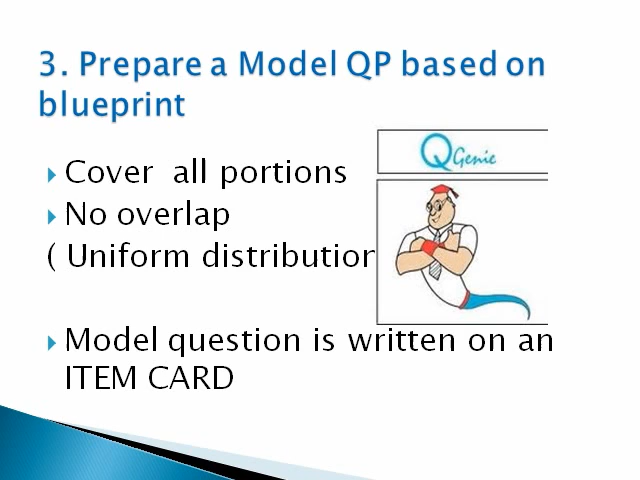 3. Prepare a Model QP based on
blueprint
Cover all portions
No overlap
( Uniform distribution
Model question is written on an
ITEM CARD
QGenie